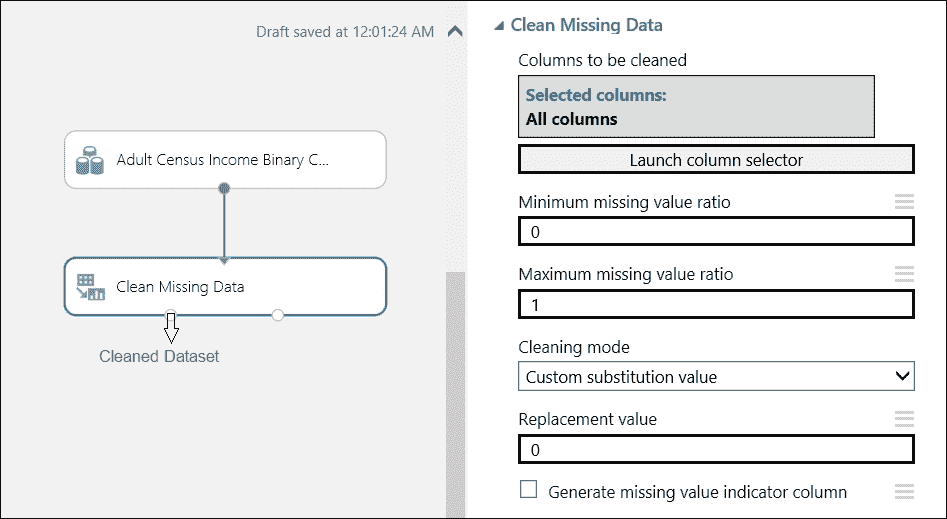 Draft saved at 12:01:24 AM
Adult Census Income Binary C...
Clean Missing Data
Cleaned Dataset
Clean Missing Data
Columns to be cleaned
Selected columns:
All columns
Launch column selector
Minimum missing value ratio
0
Maximum missing value ratio
1
Cleaning mode
Custom substitution value
Replacement value
0
Generate missing value indicator column